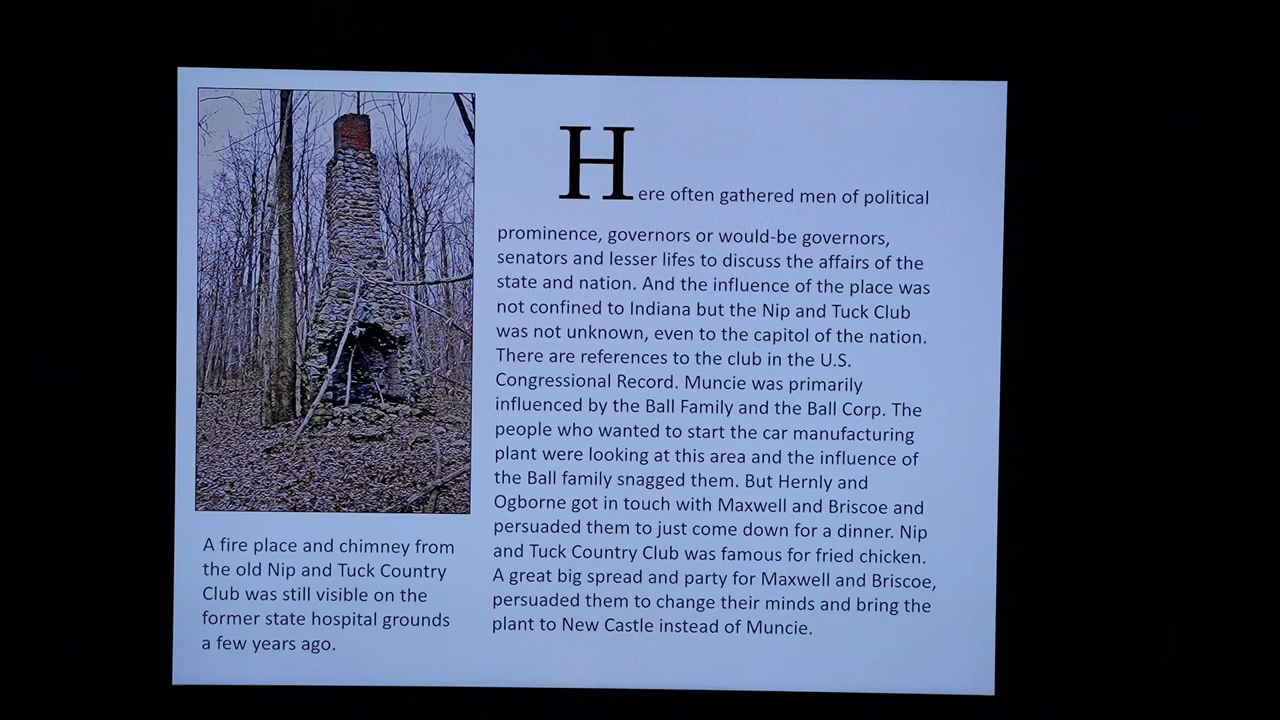 Here often gathered men of political
prominence, governors or would-be governors,
senators and lesser lifes to discuss the affairs of the
state and nation. And the influence of the place was
not confined to Indiana but the Nip and Tuck Club
was not unknown, even to the capitol of the nation.
There are references to the club in the U.S.
Congressional Record. Muncie was primarily
influenced by the Ball Family and the Ball Corp. The
people who wanted to start the car manufacturing
plant were looking at this area and the influence of
the Ball family snagged them. But Hernly and
Ogborne got in touch with Maxwell and Briscoe and
persuaded them to just come down for a dinner. Nip
and Tuck Country Club was famous for fried chicken.
A great big spread and party for Maxwell and Briscoe,
persuaded them to change their minds and bring the
plant to New Castle instead of Muncie.
A fire place and chimney from
the old Nip and Tuck Country
Club was still visible on the
former state hospital grounds
a few years ago.